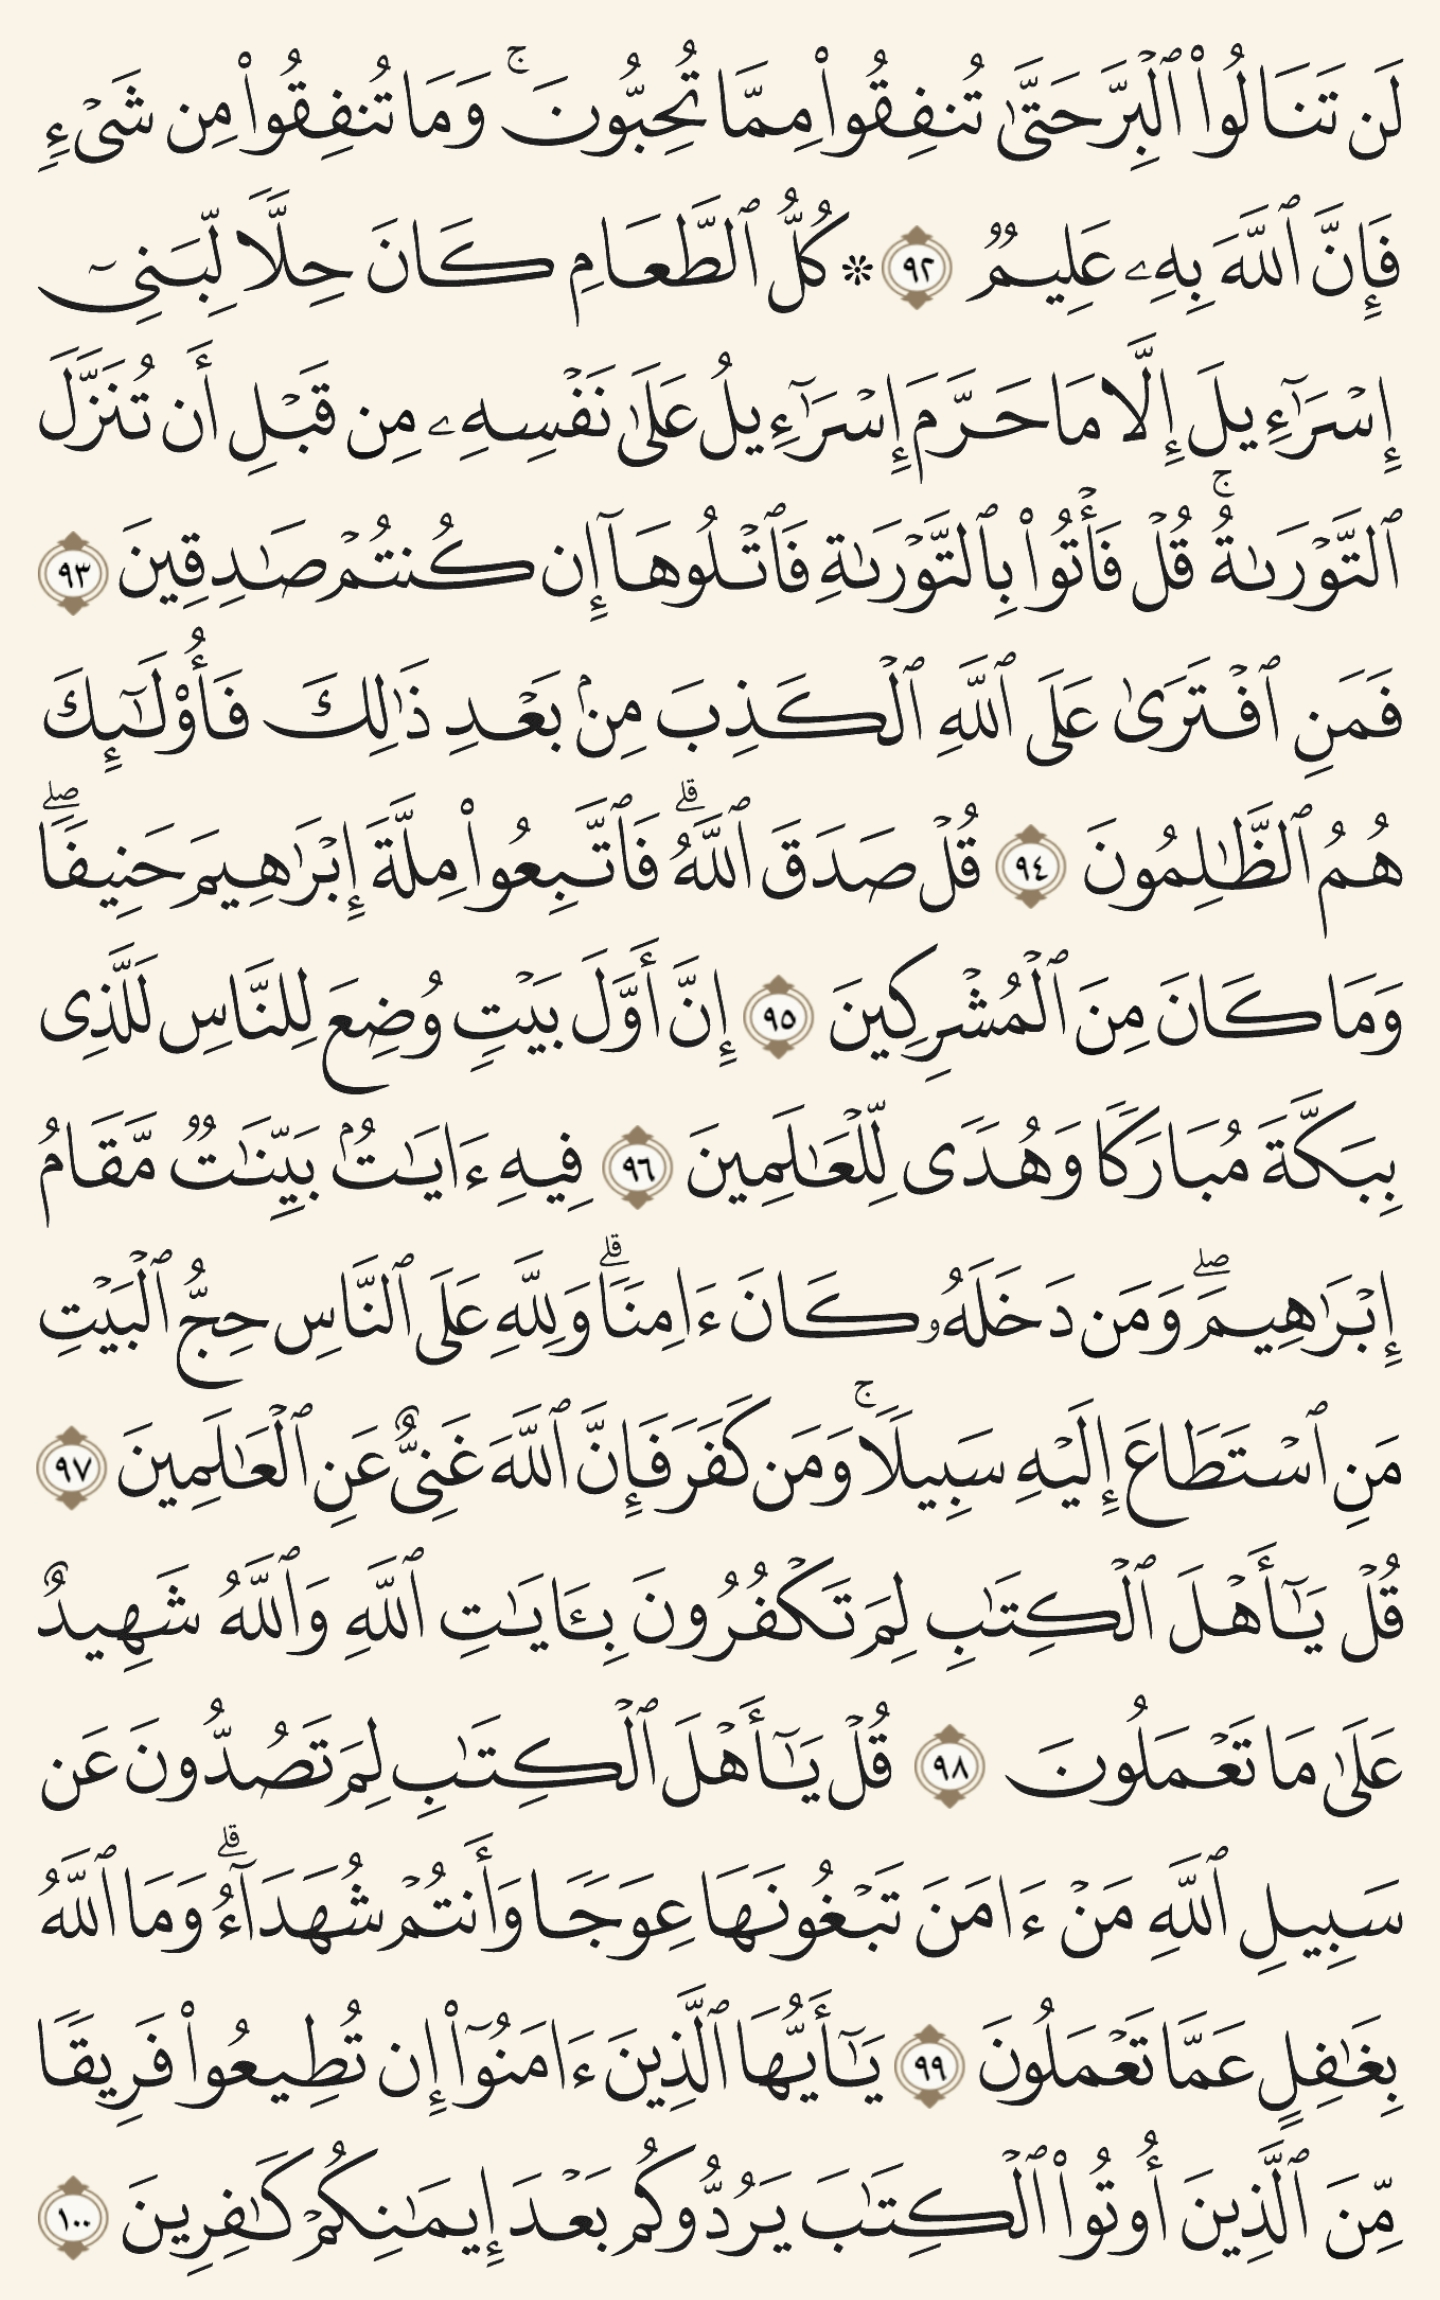 لَن تَنَالُوا۟ ٱلْبِرَّ حَتَّىٰ تُنفِقُوا۟ مِمَّا تُحِبُّونَ ۚ وَمَا تُنفِقُوا۟ مِن شَىْءٍۢ
فَإِنَّ ٱللَّهَ بِهِۦ عَلِيمٌۭ ٩٢ ۞ كُلُّ ٱلطَّعَامِ كَانَ حِلًّۭا لِّبَنِىٓ
إِسْرَٰٓءِيلَ إِلَّا مَا حَرَّمَ إِسْرَٰٓءِيلُ عَلَىٰ نَفْسِهِۦ مِن قَبْلِ أَن تُنَزَّلَ
ٱلتَّوْرَىٰةُ ۗ قُلْ فَأْتُوا۟ بِٱلتَّوْرَىٰةِ فَٱتْلُوهَآ إِن كُنتُمْ صَـٰدِقِينَ ٩٣
فَمَنِ ٱفْتَرَىٰ عَلَى ٱللَّهِ ٱلْكَذِبَ مِنۢ بَعْدِ ذَٰلِكَ فَأُو۟لَـٰٓئِكَ
هُمُ ٱلظَّـٰلِمُونَ ٩٤ قُلْ صَدَقَ ٱللَّهُ ۗ فَٱتَّبِعُوا۟ مِلَّةَ إِبْرَٰهِيمَ حَنِيفًۭا ۖ
وَمَا كَانَ مِنَ ٱلْمُشْرِكِينَ ٩٥ إِنَّ أَوَّلَ بَيْتٍۢ وُضِعَ لِلنَّاسِ لَلَّذِى
بِبَكَّةَ مُبَارَكًۭا وَهُدًۭى لِّلْعَـٰلَمِينَ ٩٦ فِيهِ ءَايَـٰتٌۢ بَيِّنَـٰتٌۭ مَّقَامُ
إِبْرَٰهِيمَ ۖ وَمَن دَخَلَهُۥ كَانَ ءَامِنًۭا ۗ وَلِلَّهِ عَلَى ٱلنَّاسِ حِجُّ ٱلْبَيْتِ
مَنِ ٱسْتَطَاعَ إِلَيْهِ سَبِيلًۭا ۚ وَمَن كَفَرَ فَإِنَّ ٱللَّهَ غَنِىٌّ عَنِ ٱلْعَـٰلَمِينَ ٩٧
قُلْ يَـٰٓأَهْلَ ٱلْكِتَـٰبِ لِمَ تَكْفُرُونَ بِـَٔايَـٰتِ ٱللَّهِ وَٱللَّهُ شَهِيدٌ
عَلَىٰ مَا تَعْمَلُونَ ٩٨ قُلْ يَـٰٓأَهْلَ ٱلْكِتَـٰبِ لِمَ تَصُدُّونَ عَن
سَبِيلِ ٱللَّهِ مَنْ ءَامَنَ تَبْغُونَهَا عِوَجًۭا وَأَنتُمْ شُهَدَآءُ ۗ وَمَا ٱللَّهُ
بِغَـٰفِلٍ عَمَّا تَعْمَلُونَ ٩٩ يَـٰٓأَيُّهَا ٱلَّذِينَ ءَامَنُوٓا۟ إِن تُطِيعُوا۟ فَرِيقًۭا
مِّنَ ٱلَّذِينَ أُوتُوا۟ ٱلْكِتَـٰبَ يَرُدُّوكُم بَعْدَ إِيمَـٰنِكُمْ كَـٰفِرِينَ ١٠٠